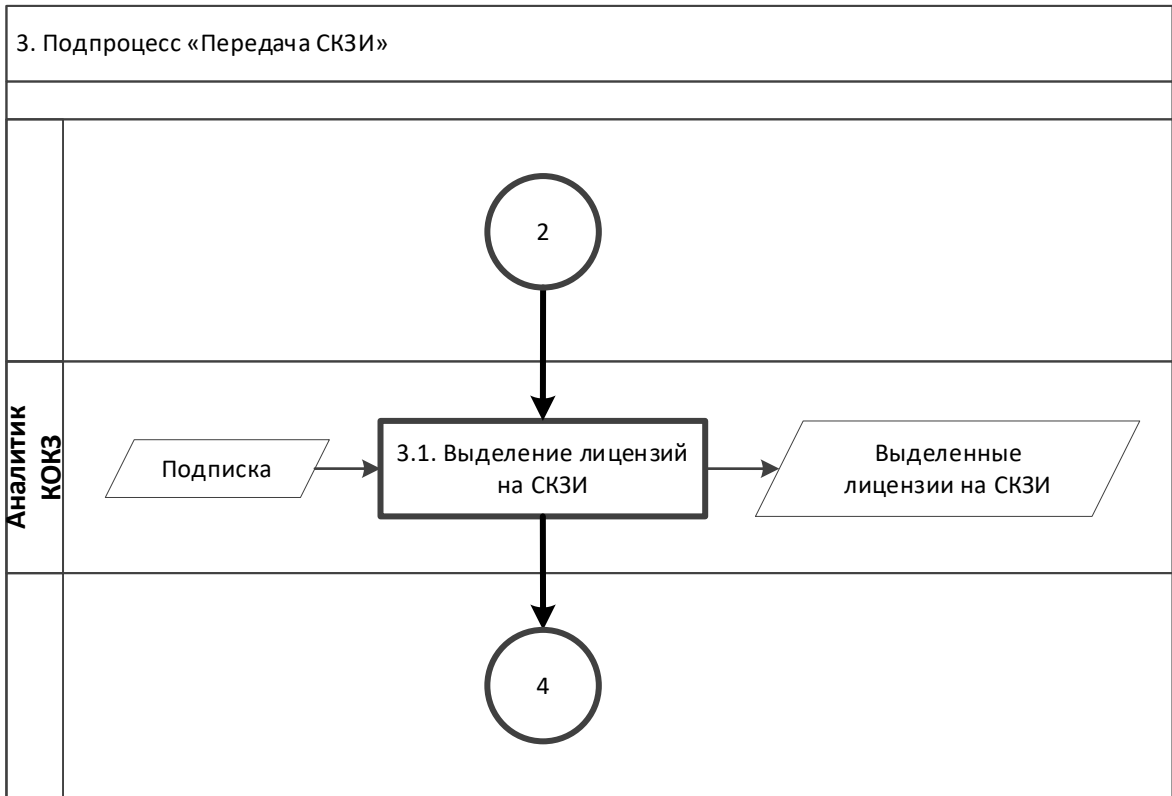 3. Подпроцесс «Передача СКЗИ»
2
Аналитик
КОКЗ
Подписка
3.1. Выделение лицензий
на СКЗИ
Выделенные
лицензии на СКЗИ
4